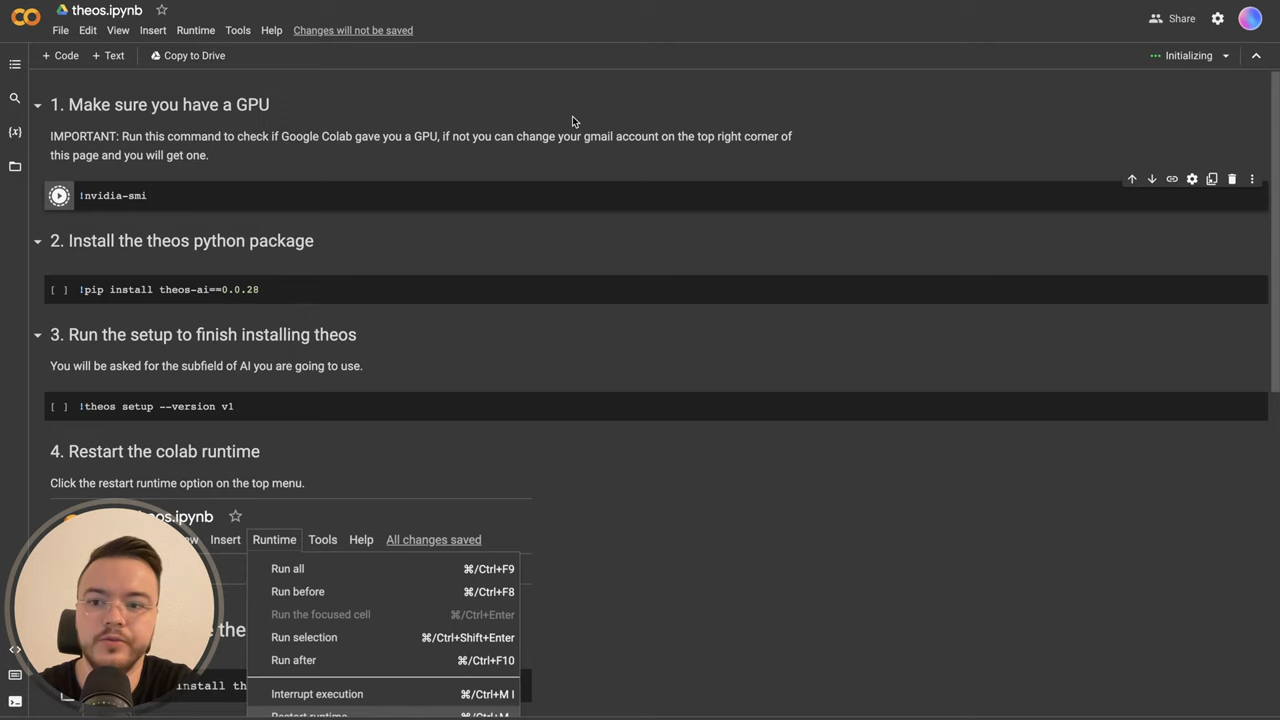 theos.ipynb
File Edit View Insert Runtime Tools Help Changes will not be saved
Share
+ Code + Text Copy to Drive
Initializing
1. Make sure you have a GPU
IMPORTANT: Run this command to check if Google Colab gave you a GPU, if not you can change your gmail account on the top right corner of
this page and you will get one.
!nvidia-smi
2. Install the theos python package
[ ] !pip install theos-ai==0.0.28
3. Run the setup to finish installing theos
You will be asked for the subfield of AI you are going to use.
[ ] !theos setup --version v1
4. Restart the colab runtime
Click the restart runtime option on the top menu.
eos.ipynb
Insert Runtime Tools Help All changes saved
Run all ⌘/Ctrl+F9
Run before ⌘/Ctrl+F8
Run the focused cell ⌘/Ctrl+Enter
Run selection ⌘/Ctrl+Shift+Enter
Run after ⌘/Ctrl+F10
Interrupt execution ⌘/Ctrl+M I
Restart runtime ⌘/Ctrl+M